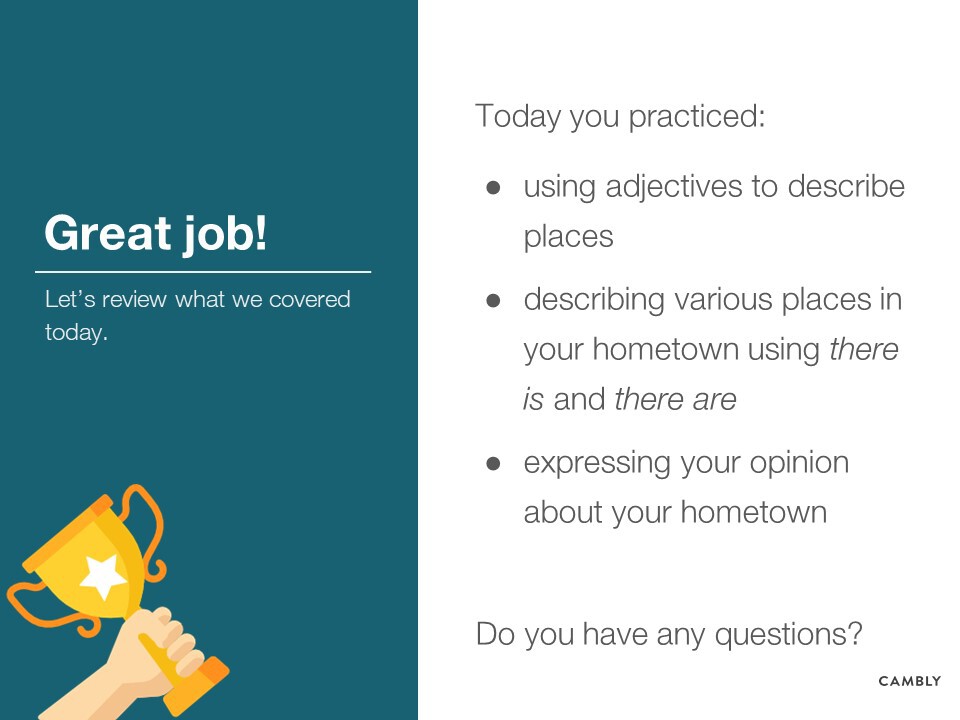 Great job!
Let’s review what we covered
today.
Today you practiced:
● using adjectives to describe
places
● describing various places in
your hometown using there
is and there are
● expressing your opinion
about your hometown
Do you have any questions?
CAMBLY